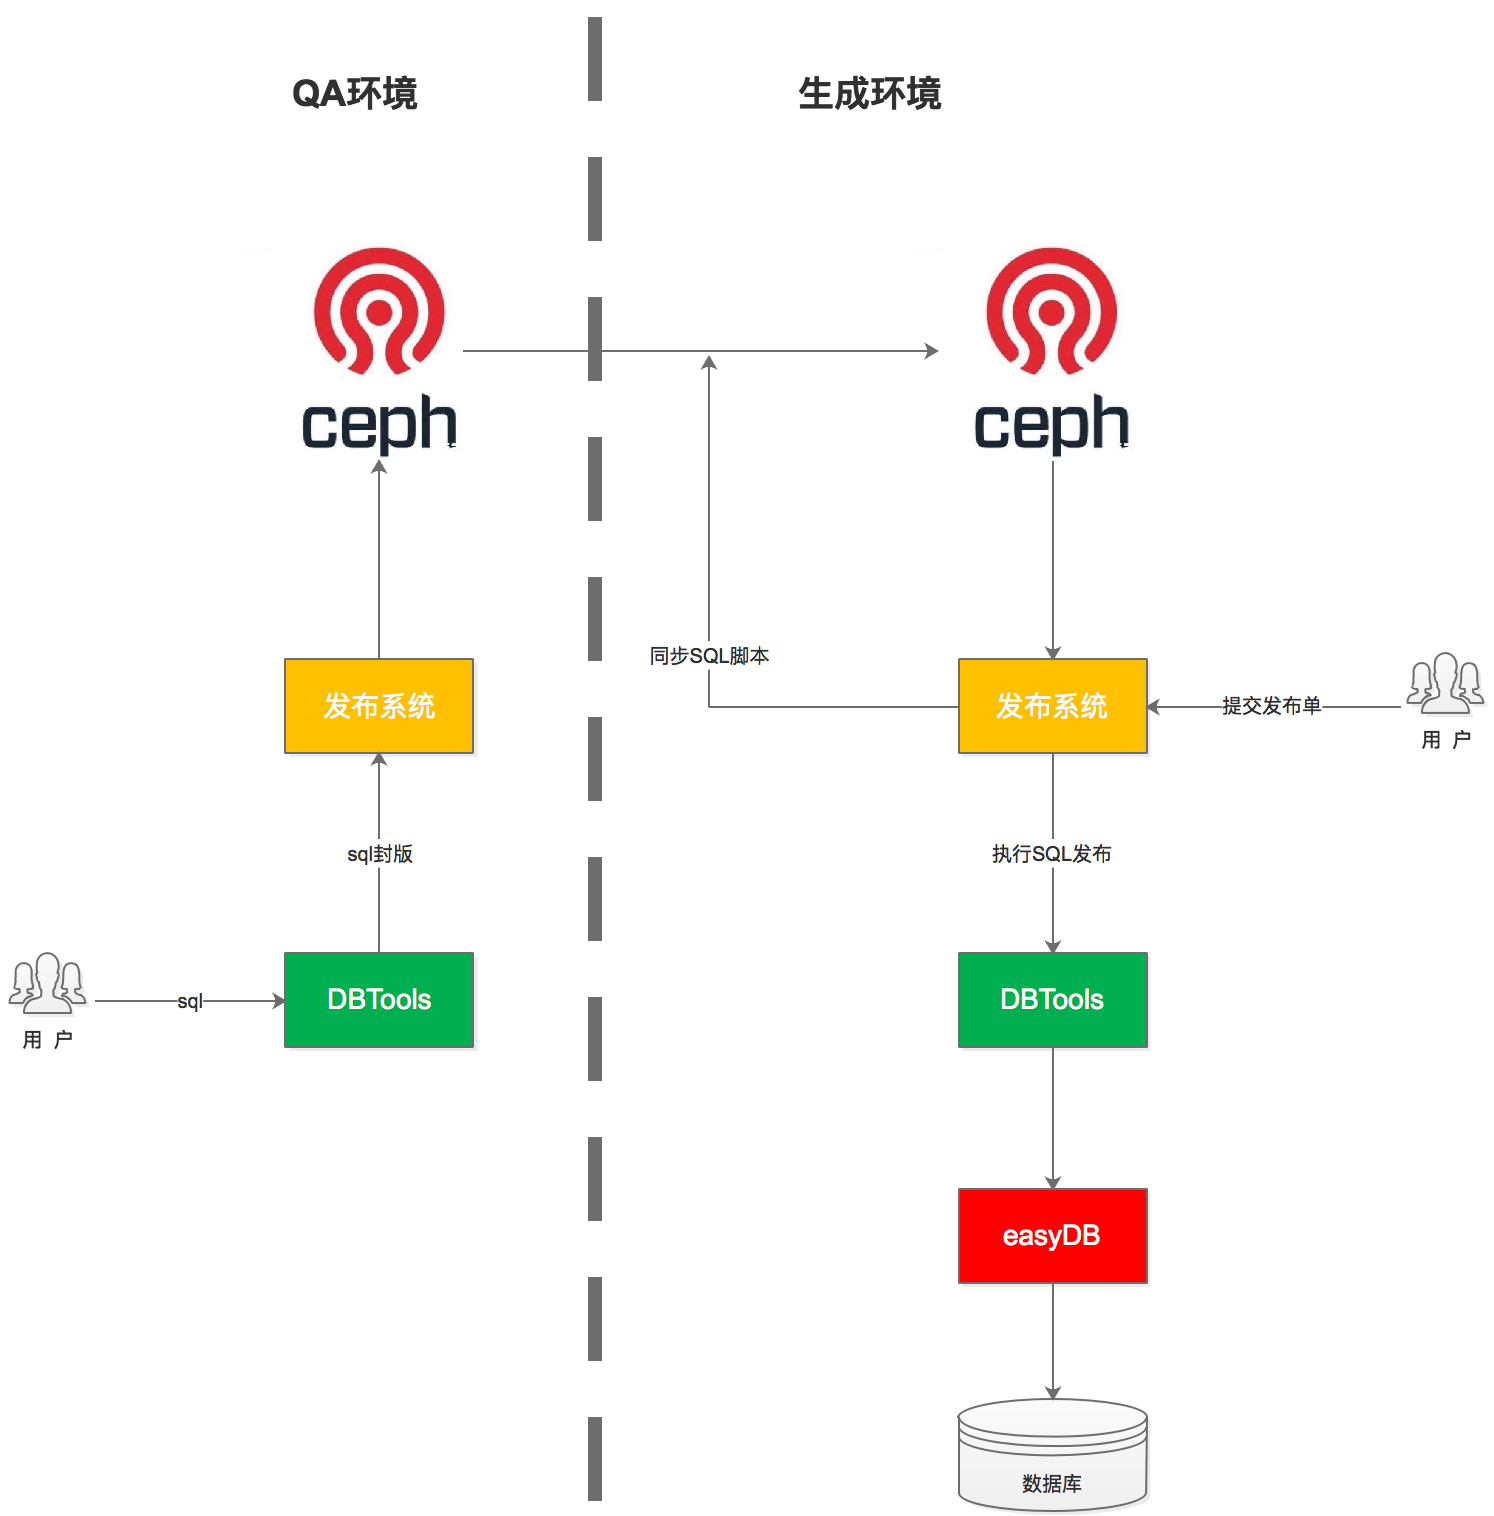 QA环境
生成环境
ceph
ceph
同步SQL脚本
发布系统
发布系统
提交发布单
用 户
sql封版
执行SQL发布
用 户
sql
DBTools
DBTools
easyDB
数据库